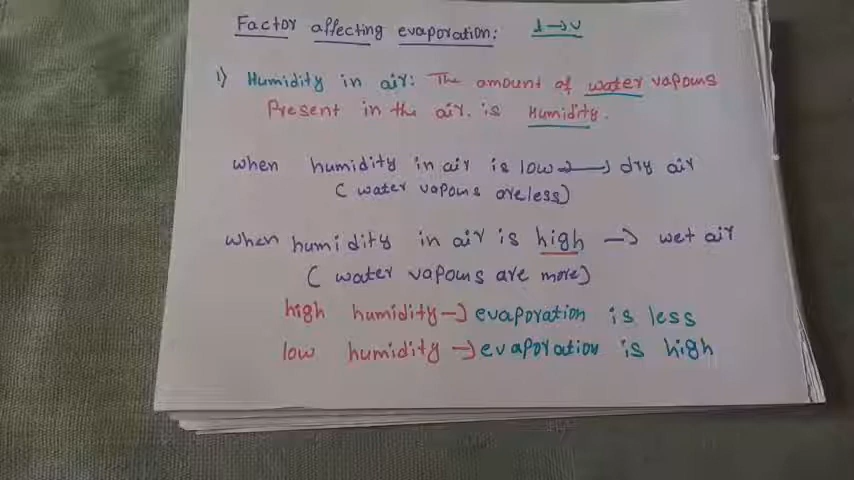 Factor affecting evaporation: l→v
1) Humidity in air: The amount of water vapours
Present in the air. is Humidity.
when humidity in air is low → dry air
( water vapours are less)
when humidity in air is high → wet air
( water vapours are more)
high humidity → evaporation is less
low humidity → evaporation is high